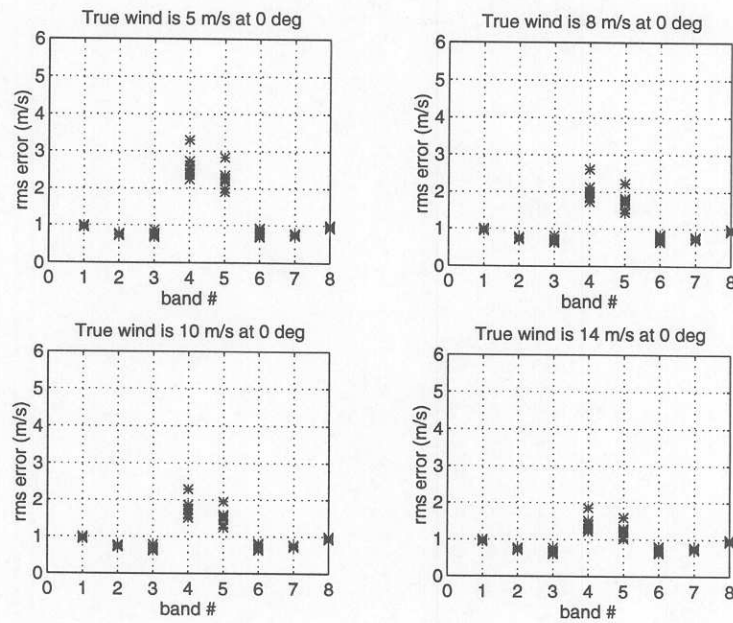 True wind is 5 m/s at 0 deg
6
5
4
3
2
1
0
rms error (m/s)
0 1 2 3 4 5 6 7 8
band #
True wind is 8 m/s at 0 deg
6
5
4
3
2
1
0
rms error (m/s)
0 1 2 3 4 5 6 7 8
band #
True wind is 10 m/s at 0 deg
6
5
4
3
2
1
0
rms error (m/s)
0 1 2 3 4 5 6 7 8
band #
True wind is 14 m/s at 0 deg
6
5
4
3
2
1
0
rms error (m/s)
0 1 2 3 4 5 6 7 8
band #